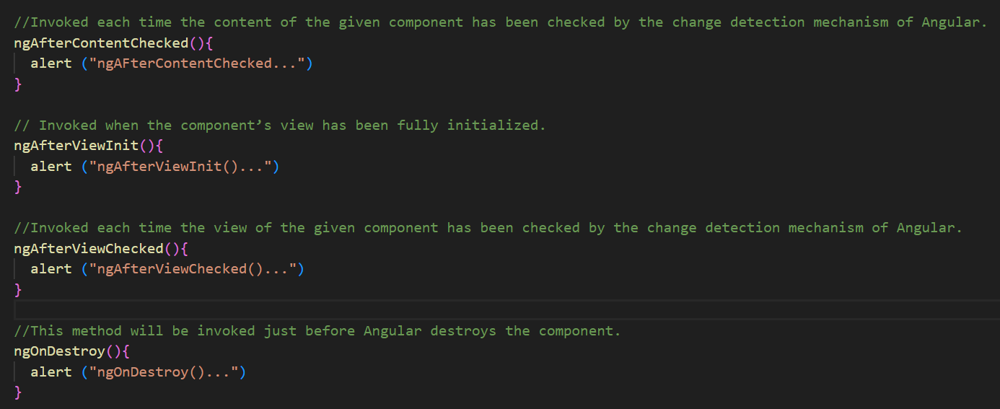 //Invoked each time the content of the given component has been checked by the change detection mechanism of Angular.
ngAfterContentChecked(){
  alert ("ngAFterContentChecked...")
}
// Invoked when the component’s view has been fully initialized.
ngAfterViewInit(){
  alert ("ngAfterViewInit()...")
}
//Invoked each time the view of the given component has been checked by the change detection mechanism of Angular.
ngAfterViewChecked(){
  alert ("ngAfterViewChecked()...")
}
//This method will be invoked just before Angular destroys the component.
ngOnDestroy(){
  alert ("ngOnDestroy()...")
}